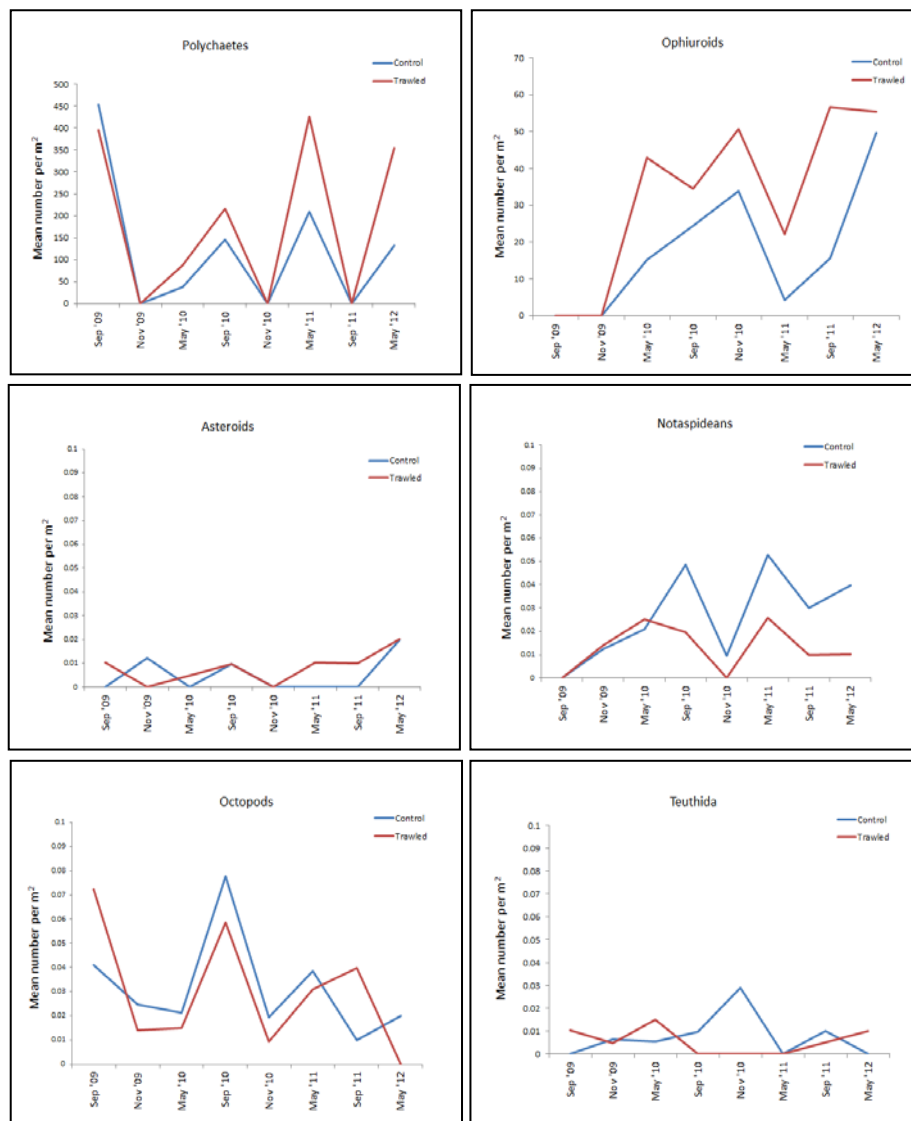 Polychaetes
Control
Trawled
Mean number per m²
500
450
400
350
300
250
200
150
100
50
0
Sep '09
Nov '09
May '10
Sep '10
Nov '10
May '11
Sep '11
May '12
Ophiuroids
Control
Trawled
Mean number per m²
70
60
50
40
30
20
10
0
Sep '09
Nov '09
May '10
Sep '10
Nov '10
May '11
Sep '11
May '12
Asteroids
Control
Trawled
Mean number per m²
0.1
0.09
0.08
0.07
0.06
0.05
0.04
0.03
0.02
0.01
0
Sep '09
Nov '09
May '10
Sep '10
Nov '10
May '11
Sep '11
May '12
Notaspideans
Control
Trawled
Mean number per m²
0.1
0.09
0.08
0.07
0.06
0.05
0.04
0.03
0.02
0.01
0
Sep '09
Nov '09
May '10
Sep '10
Nov '10
May '11
Sep '11
May '12
Octopods
Control
Trawled
Mean number per m²
0.1
0.09
0.08
0.07
0.06
0.05
0.04
0.03
0.02
0.01
0
Sep '09
Nov '09
May '10
Sep '10
Nov '10
May '11
Sep '11
May '12
Teuthida
Control
Trawled
Mean number per m²
0.1
0.09
0.08
0.07
0.06
0.05
0.04
0.03
0.02
0.01
0
Sep '09
Nov '09
May '10
Sep '10
Nov '10
May '11
Sep '11
May '12